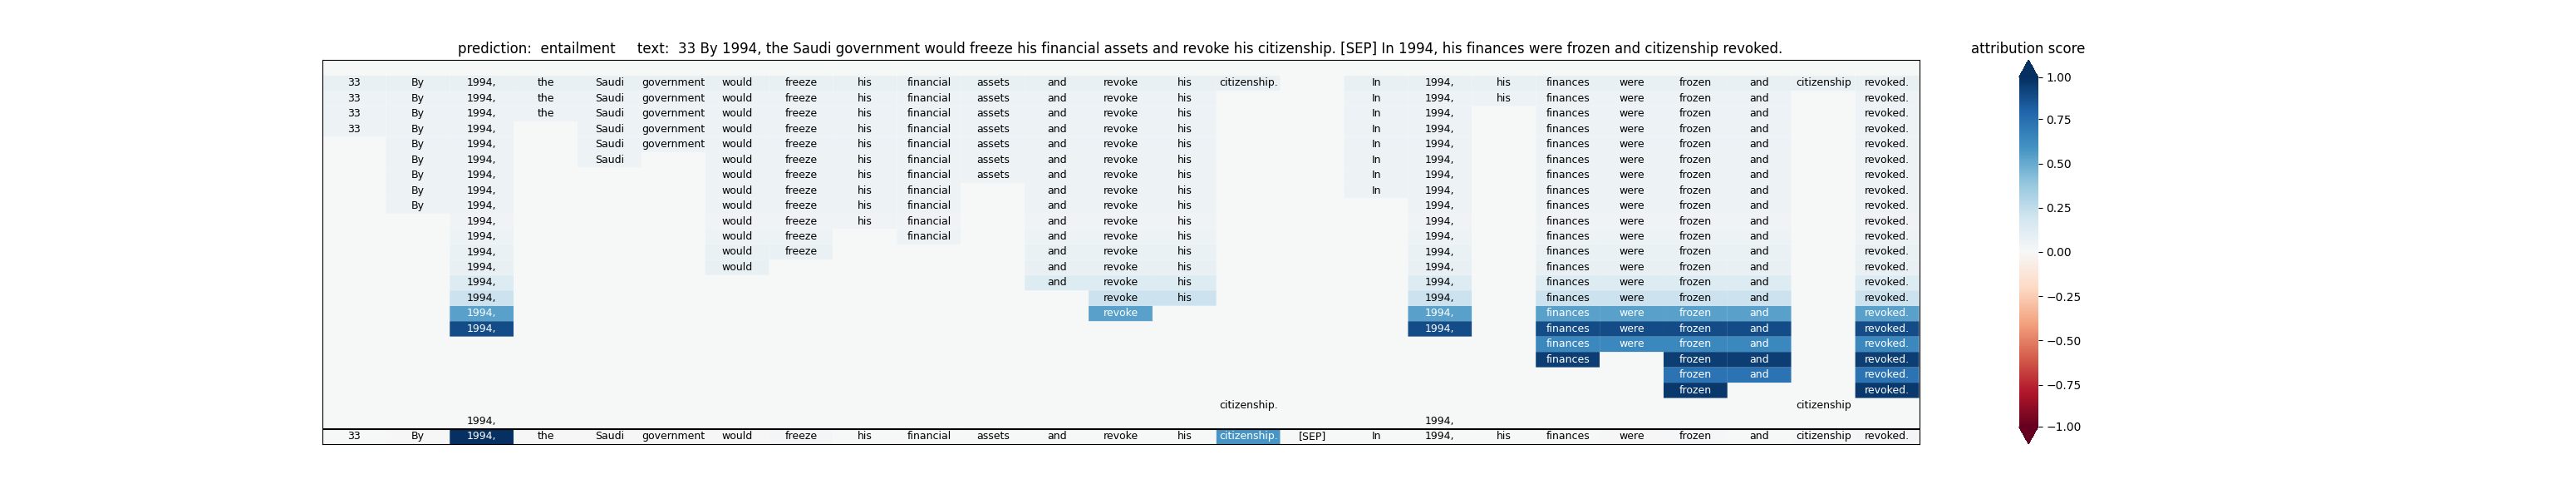 prediction: entailment text: 33 By 1994, the Saudi government would freeze his financial assets and revoke his citizenship. [SEP] In 1994, his finances were frozen and citizenship revoked.
attribution score
33 By 1994, the Saudi government would freeze his financial assets and revoke his citizenship. In 1994, his finances were frozen and citizenship revoked.
33 By 1994, the Saudi government would freeze his financial assets and revoke his In 1994, his finances were frozen and revoked.
33 By 1994, the Saudi government would freeze his financial assets and revoke his In 1994, finances were frozen and revoked.
33 By 1994, Saudi government would freeze his financial assets and revoke his In 1994, finances were frozen and revoked.
By 1994, Saudi government would freeze his financial assets and revoke his In 1994, finances were frozen and revoked.
By 1994, Saudi would freeze his financial assets and revoke his In 1994, finances were frozen and revoked.
By 1994, would freeze his financial assets and revoke his In 1994, finances were frozen and revoked.
By 1994, would freeze his financial and revoke his In 1994, finances were frozen and revoked.
By 1994, would freeze his financial and revoke his 1994, finances were frozen and revoked.
1994, would freeze his financial and revoke his 1994, finances were frozen and revoked.
1994, would freeze financial and revoke his 1994, finances were frozen and revoked.
1994, would freeze and revoke his 1994, finances were frozen and revoked.
1994, would and revoke his 1994, finances were frozen and revoked.
1994, and revoke his 1994, finances were frozen and revoked.
1994, revoke his 1994, finances were frozen and revoked.
1994, revoke 1994, finances were frozen and revoked.
1994, 1994, finances were frozen and revoked.
finances were frozen and revoked.
finances frozen and revoked.
frozen and revoked.
frozen revoked.
citizenship. citizenship
1994, 1994,
33 By 1994, the Saudi government would freeze his financial assets and revoke his citizenship. [SEP] In 1994, his finances were frozen and citizenship revoked.
1.00
0.75
0.50
0.25
0.00
−0.25
−0.50
−0.75
−1.00